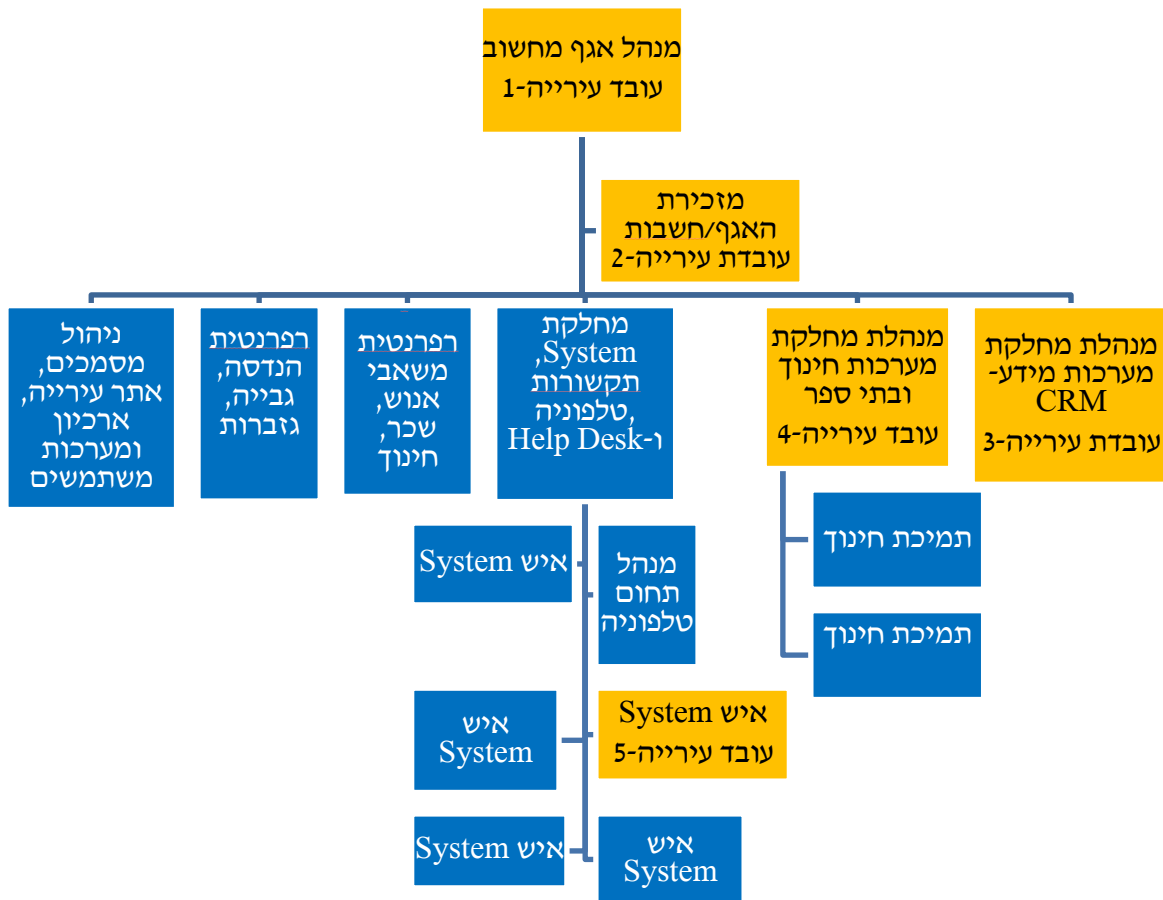 מנהל אגף מחשוב
עובד עירייה-1
מזכירת
האגף/חשבות
עובדת עירייה-2
מנהלת מחלקת
מערכות מידע-
CRM
עובדת עירייה-3
מנהלת מחלקת
מערכות חינוך
ובתי ספר
עובד עירייה-4
מחלקת
System,
תקשורות
,טלפוניה
ו-Help Desk
רפרנטית
משאבי
אנוש,
שכר,
חינוך
רפרנטית
הנדסה,
גבייה,
גזברות
ניהול
מסמכים,
אתר עירייה,
ארכיון
ומערכות
משתמשים
תמיכת חינוך
תמיכת חינוך
מנהל
תחום
טלפוניה
איש System
איש System
עובד עירייה-5
איש
System
איש
System
איש System